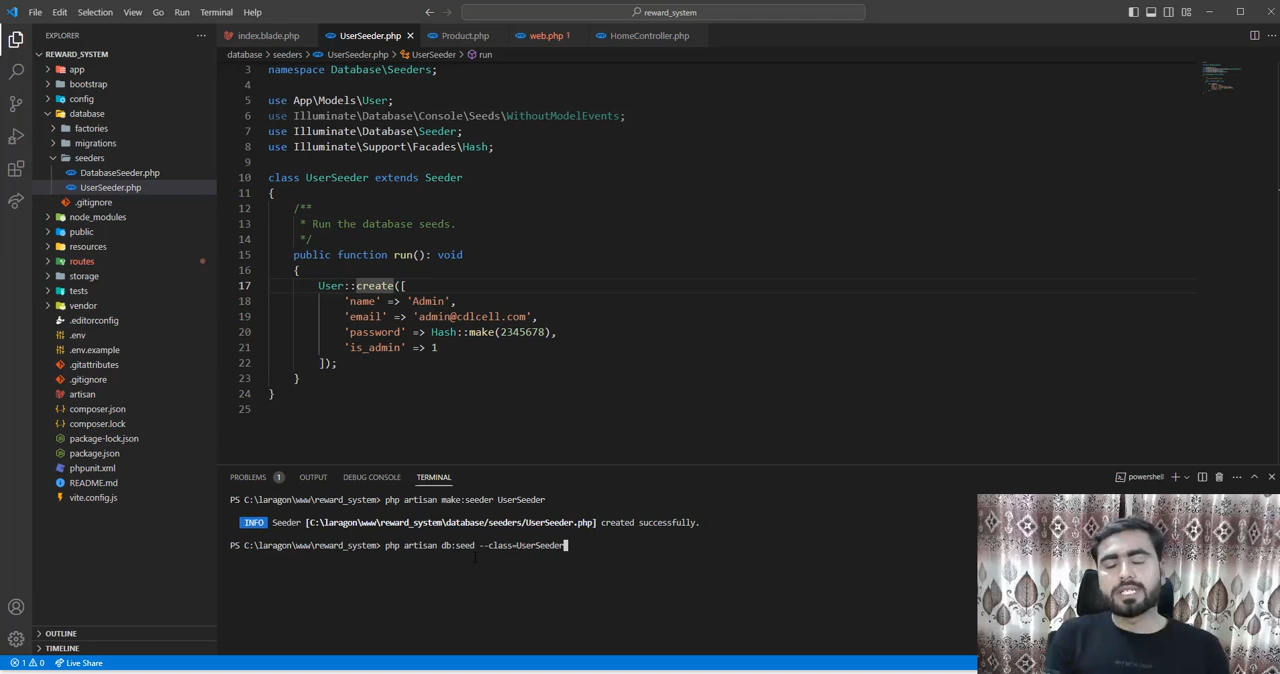 File Edit Selection View Go Run Terminal Help
reward_system
EXPLORER
REWARD_SYSTEM
app
bootstrap
config
database
factories
migrations
seeders
DatabaseSeeder.php
UserSeeder.php
.gitignore
node_modules
public
resources
routes
storage
tests
vendor
.editorconfig
.env
.env.example
.gitattributes
.gitignore
artisan
composer.json
composer.lock
package-lock.json
package.json
phpunit.xml
README.md
vite.config.js
OUTLINE
TIMELINE
index.blade.php UserSeeder.php Product.php web.php 1 HomeController.php
database > seeders > UserSeeder.php > UserSeeder > run
3 namespace Database\Seeders;
4
5 use App\Models\User;
6 use Illuminate\Database\Console\Seeds\WithoutModelEvents;
7 use Illuminate\Database\Seeder;
8 use Illuminate\Support\Facades\Hash;
9
10 class UserSeeder extends Seeder
11 {
12 /**
13 * Run the database seeds.
14 */
15 public function run(): void
16 {
17 User::create([
18 'name' => 'Admin',
19 'email' => 'admin@cdlcell.com',
20 'password' => Hash::make(2345678),
21 'is_admin' => 1
22 ]);
23 }
24 }
25
PROBLEMS 1 OUTPUT DEBUG CONSOLE TERMINAL
powershell
PS C:\laragon\www\reward_system> php artisan make:seeder UserSeeder
INFO Seeder [C:\laragon\www\reward_system\database/seeders/UserSeeder.php] created successfully.
PS C:\laragon\www\reward_system> php artisan db:seed --class=UserSeeder
1 0 Live Share